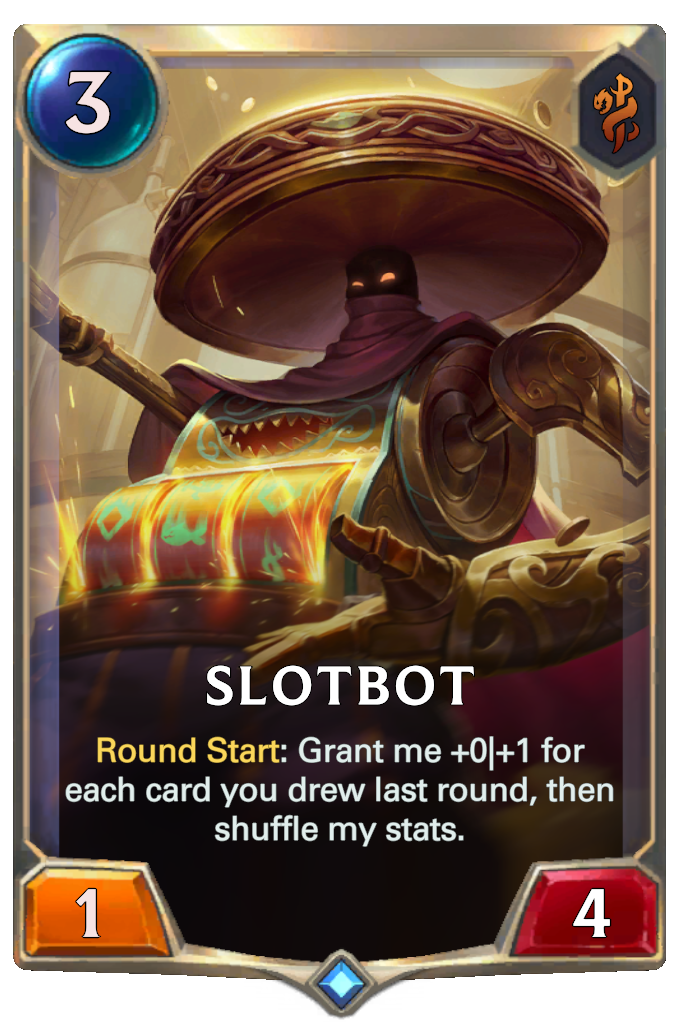 3
SLOTBOT
Round Start: Grant me +0|+1 for
each card you drew last round, then
shuffle my stats.
1
4